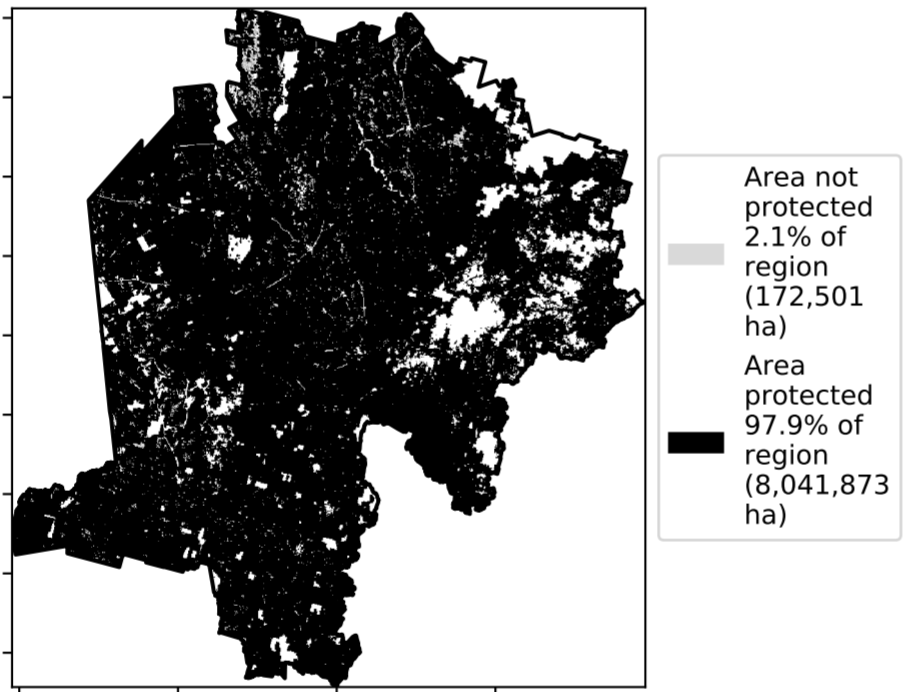 Area not
protected
2.1% of
region
(172,501
ha)
Area
protected
97.9% of
region
(8,041,873
ha)